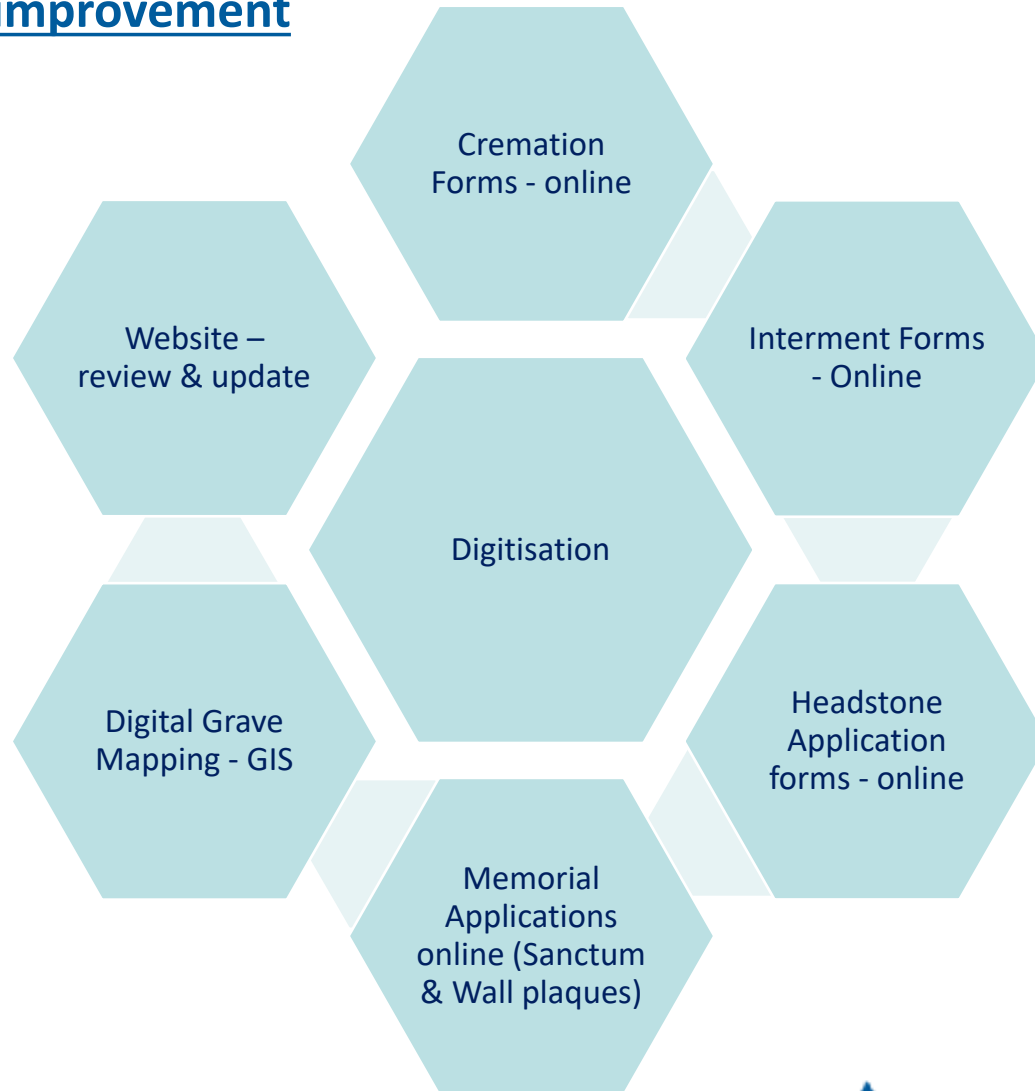 improvement
Cremation
Forms - online
Website –
review & update
Interment Forms
- Online
Digitisation
Digital Grave
Mapping - GIS
Headstone
Application
forms - online
Memorial
Applications
online (Sanctum
& Wall plaques)